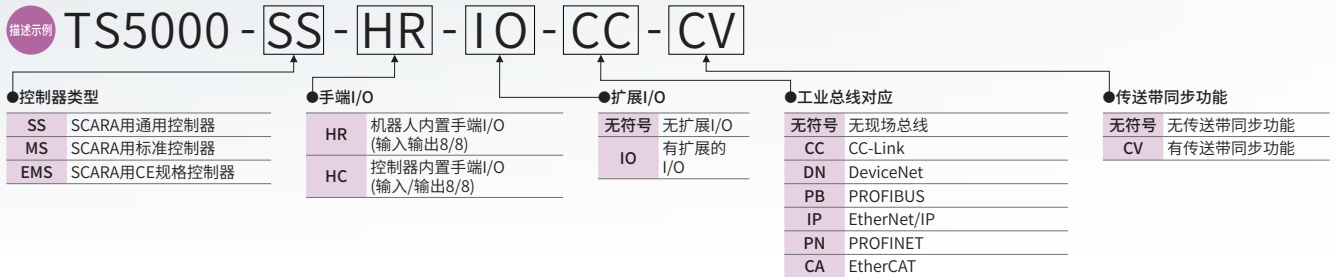 描述示例 TS5000-SS-HR-IO-CC-CV
●控制器类型
SS SCARA用通用控制器
MS SCARA用标准控制器
EMS SCARA用CE规格控制器
●手端I/O
HR 机器人内置手端I/O
(输入输出8/8)
HC 控制器内置手端I/O
(输入/输出8/8)
●扩展I/O
无符号 无扩展I/O
IO 有扩展的
I/O
●工业总线对应
无符号 无现场总线
CC CC-Link
DN DeviceNet
PB PROFIBUS
IP EtherNet/IP
PN PROFINET
CA EtherCAT
●传送带同步功能
无符号 无传送带同步功能
CV 有传送带同步功能